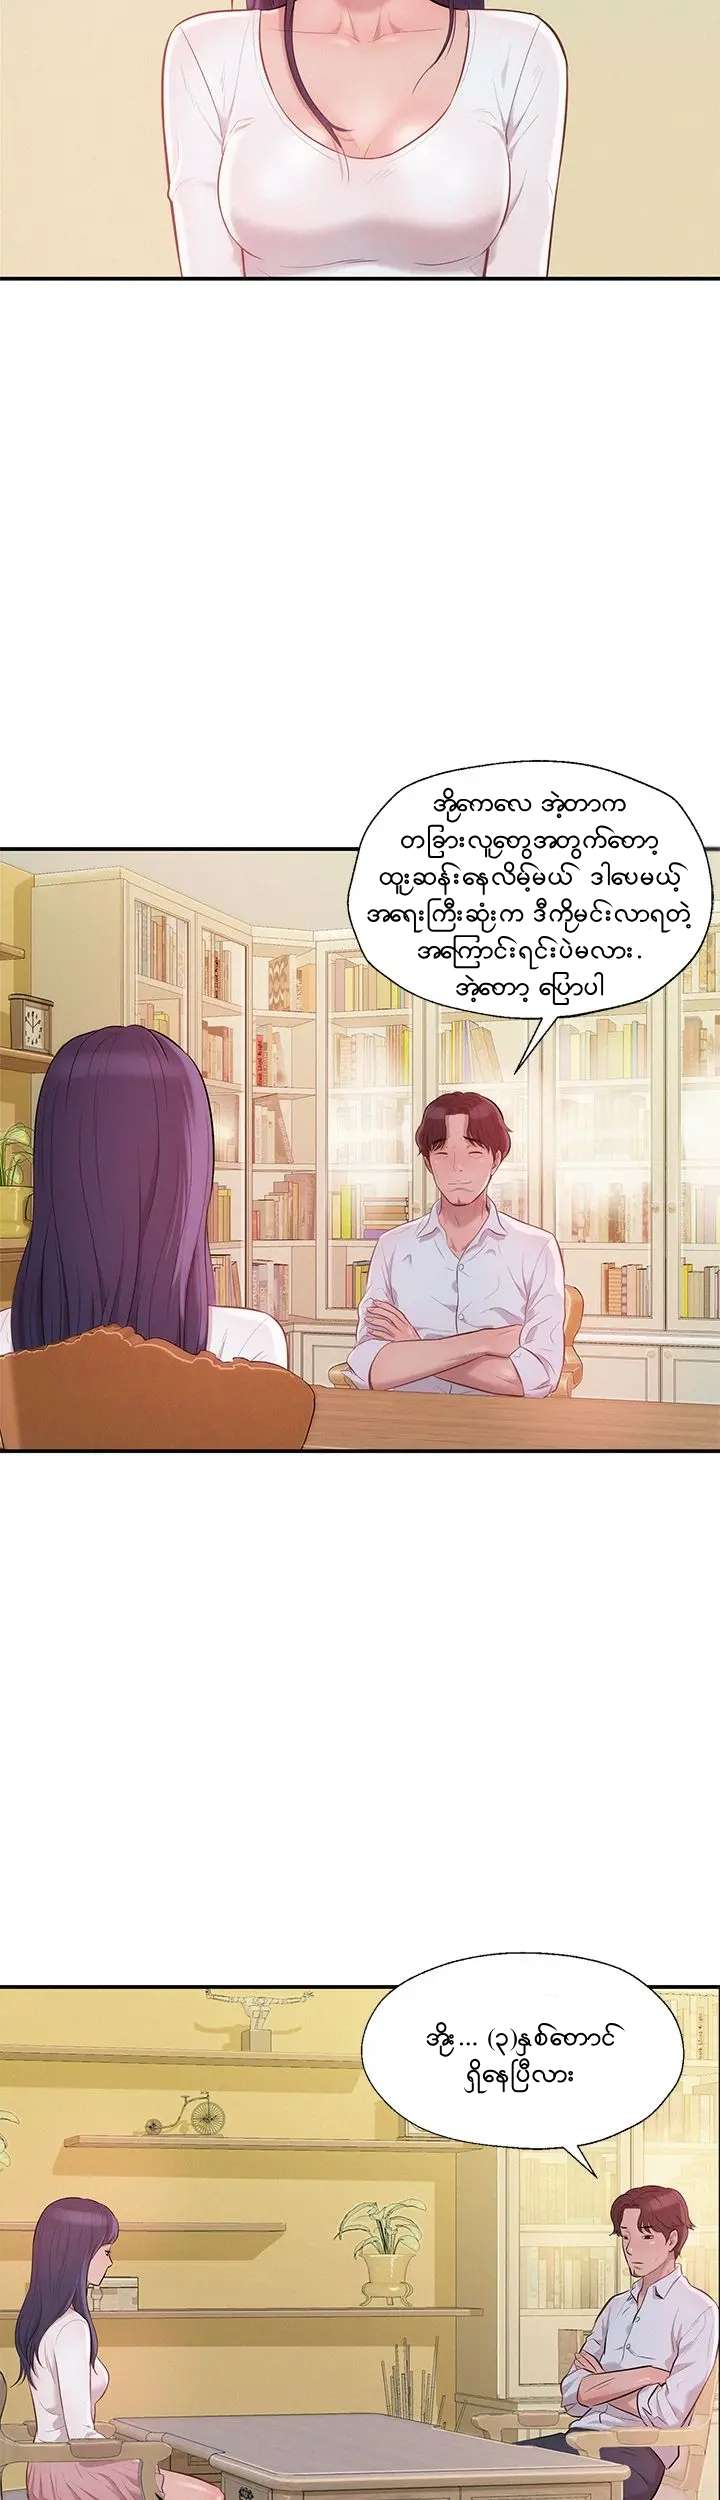 အိုကေလေ အဲ့တာက
တခြားလူတွေအတွက်တော့
ထူးဆန်းနေလိမ့်မယ် ဒါပေမယ့်
အရေးကြီးဆုံးက ဒီကိုမင်းလာရတဲ့
အကြောင်းရင်းပဲမလား.
အဲ့တော့ ပြောပါ
အိုး... (၃)နှစ်တောင်
ရှိနေပြီလား